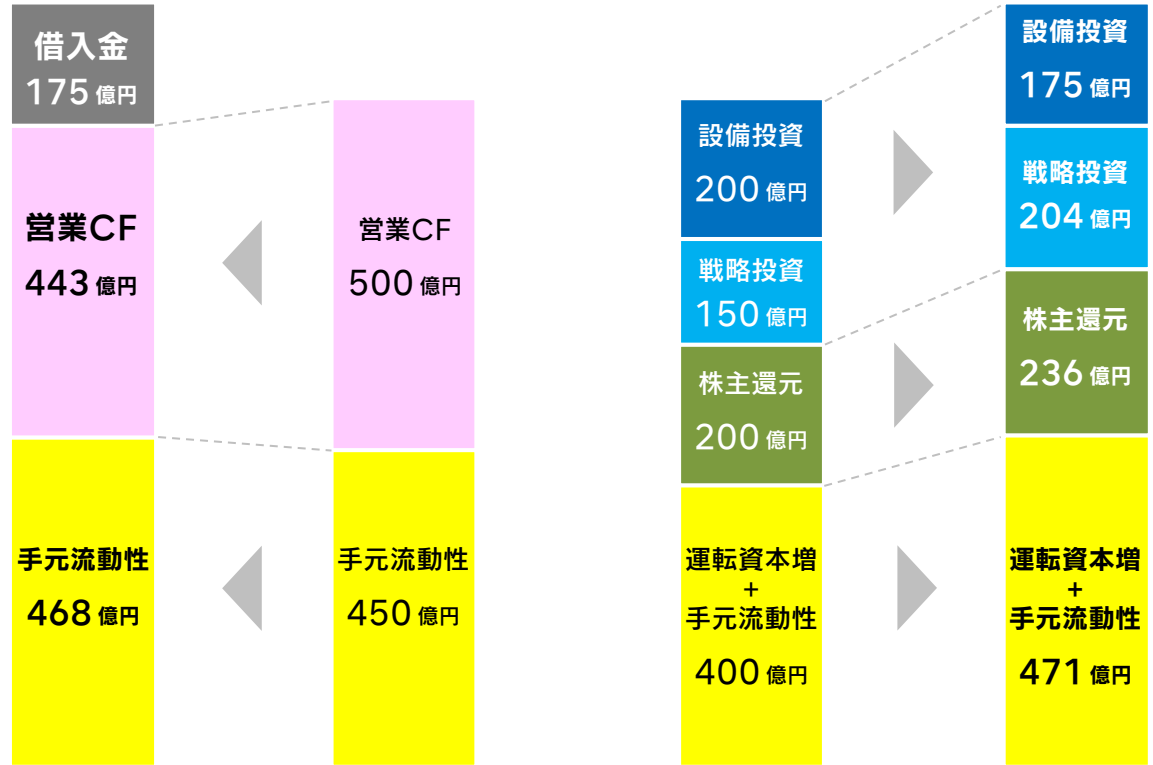 借入金
175 億円
営業CF
443 億円
手元流動性
468 億円
営業CF
500 億円
手元流動性
450 億円
設備投資
200 億円
戦略投資
150 億円
株主還元
200 億円
運転資本増
+
手元流動性
400 億円
設備投資
175 億円
戦略投資
204 億円
株主還元
236 億円
運転資本増
+
手元流動性
471 億円